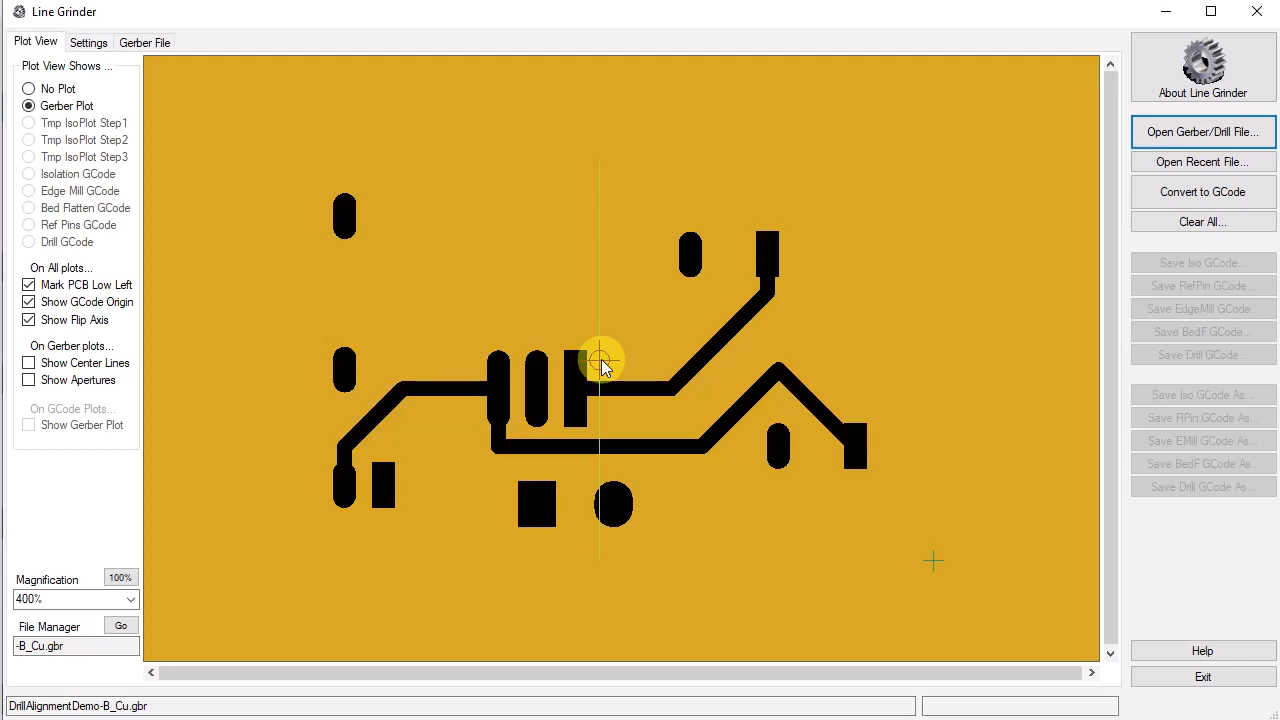 Line Grinder
Plot View Settings Gerber File
Plot View Shows ...
No Plot
Gerber Plot
Tmp IsoPlot Step1
Tmp IsoPlot Step2
Tmp IsoPlot Step3
Isolation GCode
Edge Mill GCode
Bed Flatten GCode
Ref Pins GCode
Drill GCode
On All plots...
Mark PCB Low Left
Show GCode Origin
Show Flip Axis
On Gerber plots...
Show Center Lines
Show Apertures
On GCode Plots...
Show Gerber Plot
Magnification 100%
400%
File Manager Go
-B_Cu.gbr
About Line Grinder
Open Gerber/Drill File...
Open Recent File...
Convert to GCode
Clear All...
Save Iso GCode...
Save RefPin GCode...
Save EdgeMill GCode...
Save BedF GCode...
Save Drill GCode...
Save Iso GCode As...
Save RPin GCode As...
Save EMill GCode As...
Save BedF GCode As...
Save Drill GCode As...
Help
Exit
DrillAlignmentDemo-B_Cu.gbr